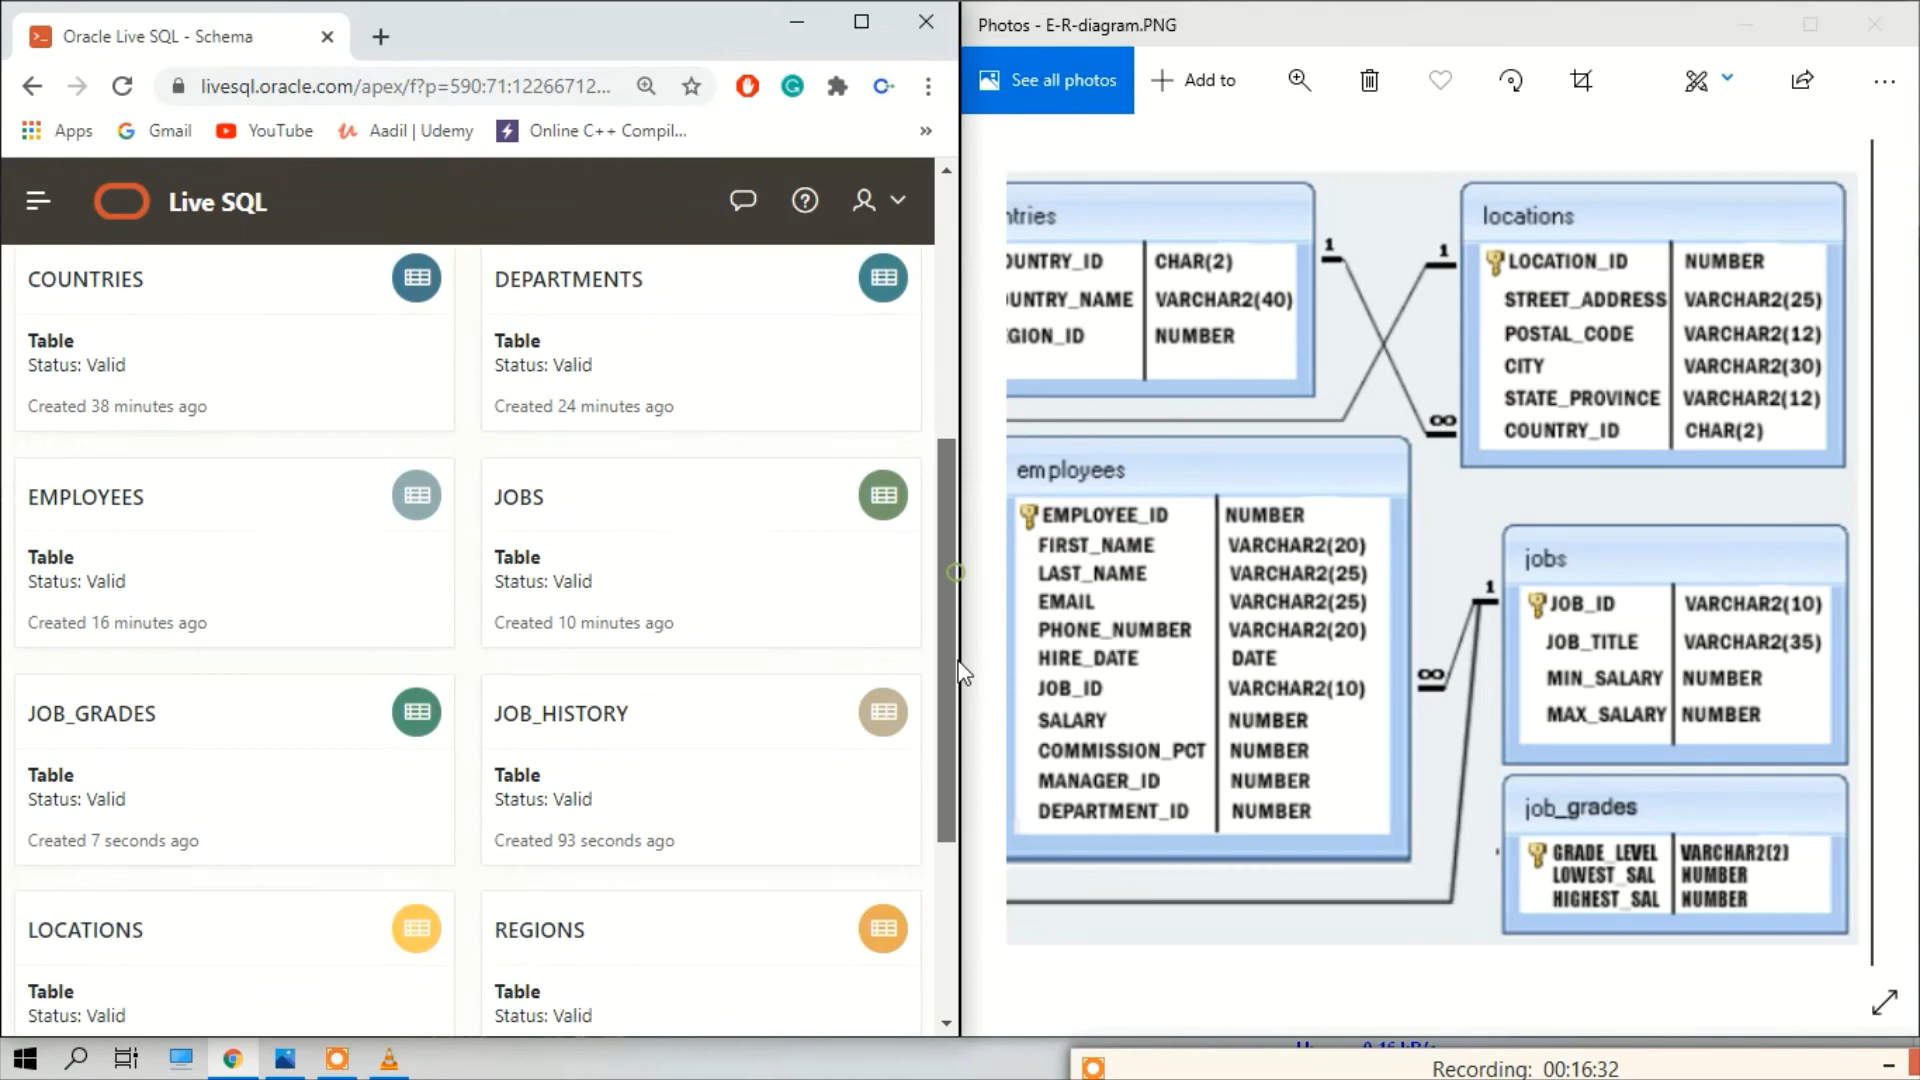 Oracle Live SQL - Schema
livesql.oracle.com/apex/f?p=590:71:12266712...
Apps
Gmail
YouTube
Aadil | Udemy
Online C++ Compil...
»
Live SQL
COUNTRIES
Table
Status: Valid
Created 38 minutes ago
DEPARTMENTS
Table
Status: Valid
Created 24 minutes ago
EMPLOYEES
Table
Status: Valid
Created 16 minutes ago
JOBS
Table
Status: Valid
Created 10 minutes ago
JOB_GRADES
Table
Status: Valid
Created 7 seconds ago
JOB_HISTORY
Table
Status: Valid
Created 93 seconds ago
LOCATIONS
Table
Status: Valid
REGIONS
Table
Status: Valid
Photos - E-R-diagram.PNG
See all photos
Add to
ntries
OUNTRY_ID CHAR(2)
OUNTRY_NAME VARCHAR2(40)
EGION_ID NUMBER
1
1
∞
locations
LOCATION_ID NUMBER
STREET_ADDRESS VARCHAR2(25)
POSTAL_CODE VARCHAR2(12)
CITY VARCHAR2(30)
STATE_PROVINCE VARCHAR2(12)
COUNTRY_ID CHAR(2)
employees
EMPLOYEE_ID NUMBER
FIRST_NAME VARCHAR2(20)
LAST_NAME VARCHAR2(25)
EMAIL VARCHAR2(25)
PHONE_NUMBER VARCHAR2(20)
HIRE_DATE DATE
JOB_ID VARCHAR2(10)
SALARY NUMBER
COMMISSION_PCT NUMBER
MANAGER_ID NUMBER
DEPARTMENT_ID NUMBER
1
∞
jobs
JOB_ID VARCHAR2(10)
JOB_TITLE VARCHAR2(35)
MIN_SALARY NUMBER
MAX_SALARY NUMBER
job_grades
GRADE_LEVEL VARCHAR2(2)
LOWEST_SAL NUMBER
HIGHEST_SAL NUMBER
Recording: 00:16:32